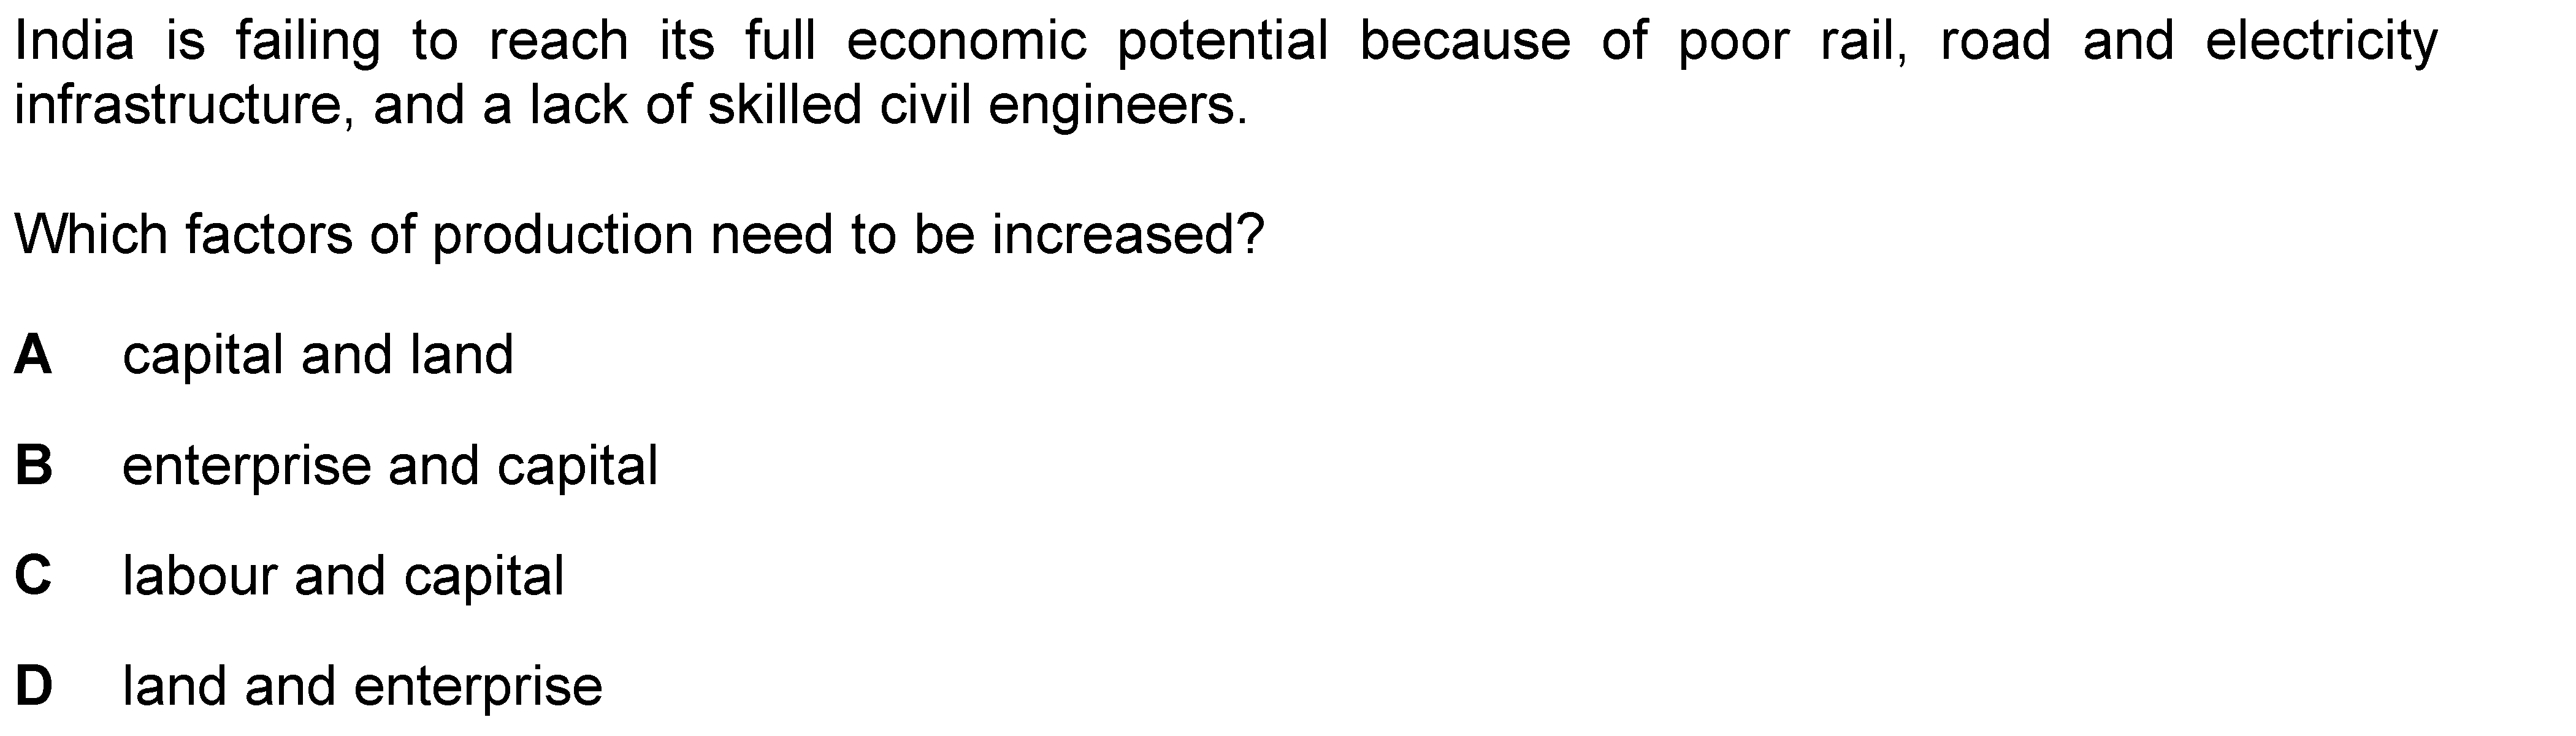 India is failing to reach its full economic potential because of poor rail, road and electricity
infrastructure, and a lack of skilled civil engineers.
Which factors of production need to be increased?
A capital and land
B enterprise and capital
C labour and capital
D land and enterprise